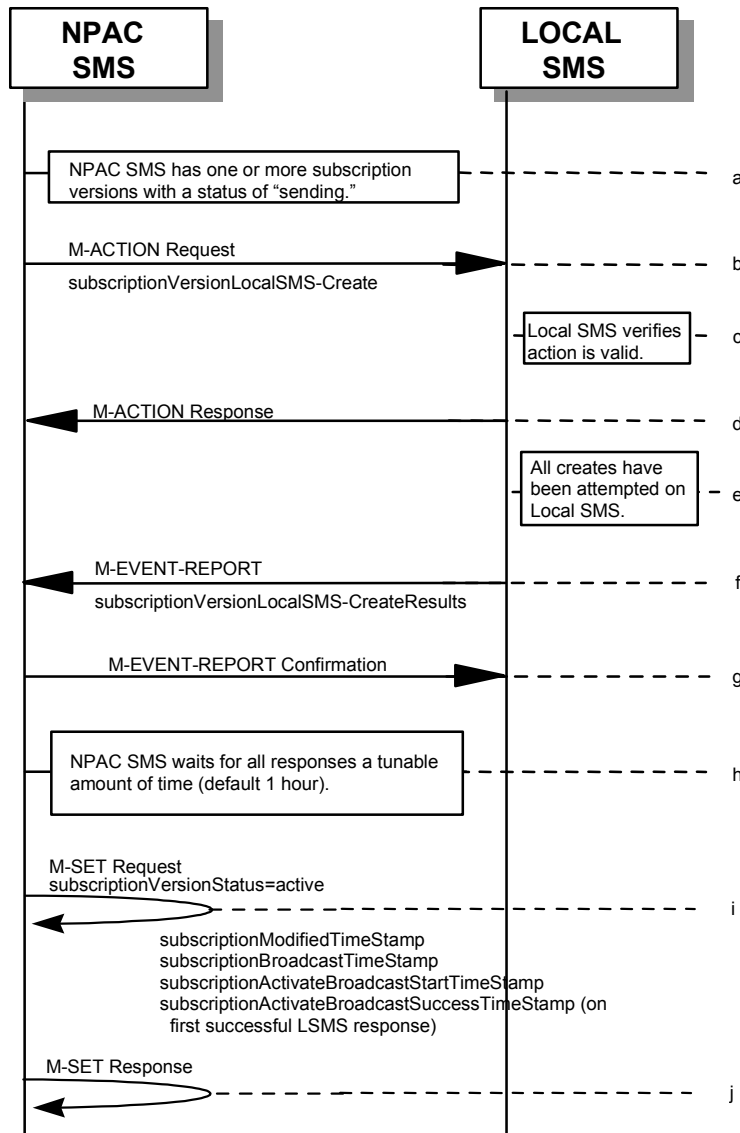 NPAC
SMS
LOCAL
SMS
NPAC SMS has one or more subscription
versions with a status of “sending.”
a
M-ACTION Request
subscriptionVersionLocalSMS-Create
b
Local SMS verifies
action is valid.
c
M-ACTION Response
d
All creates have
been attempted on
Local SMS.
e
M-EVENT-REPORT
subscriptionVersionLocalSMS-CreateResults
f
M-EVENT-REPORT Confirmation
g
NPAC SMS waits for all responses a tunable
amount of time (default 1 hour).
h
M-SET Request
subscriptionVersionStatus=active
i
subscriptionModifiedTimeStamp
subscriptionBroadcastTimeStamp
subscriptionActivateBroadcastStartTimeStamp
subscriptionActivateBroadcastSuccessTimeStamp (on
first successful LSMS response)
M-SET Response
j